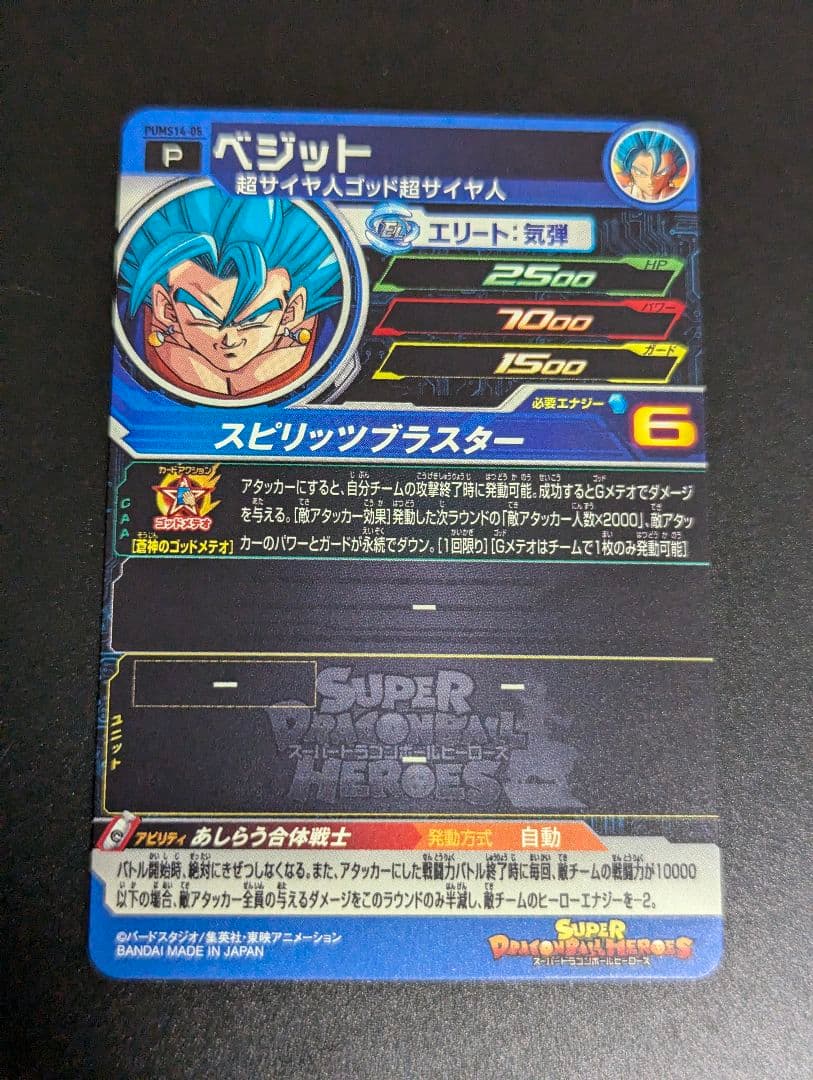 PUMS14-05
P
ベジット
超サイヤ人ゴッド超サイヤ人
エリート:気弾
HP
2500
パワー
7000
ガード
1500
必要エナジー
6
スピリッツブラスター
CAA
カードアクション
ゴッドメテオ
[蒼神のゴッドメテオ]
アタッカーにすると、自分チームの攻撃終了時に発動可能。成功するとGメテオでダメージ
を与える。[敵アタッカー効果]発動した次ラウンドの「敵アタッカー人数×2000」、敵アタッ
カーのパワーとガードが永続でダウン。[1回限り][Gメテオはチームで1枚のみ発動可能]
ー
ユニット
ー
ー
ー
SUPER
DRAGONBALL
スーパードラゴンボールヒーローズ
HEROES
アビリティ あしらう合体戦士 発動方式 自動
バトル開始時、絶対にきぜつしなくなる。また、アタッカーにした戦闘力バトル終了時に毎回、敵チームの戦闘力が10000
以下の場合、敵アタッカー全員の与えるダメージをこのラウンドのみ半減し、敵チームのヒーローエナジーを-2。
©バードスタジオ/集英社・東映アニメーション
BANDAI MADE IN JAPAN
SUPER
DRAGONBALL HEROES
スーパードラゴンボールヒーローズ